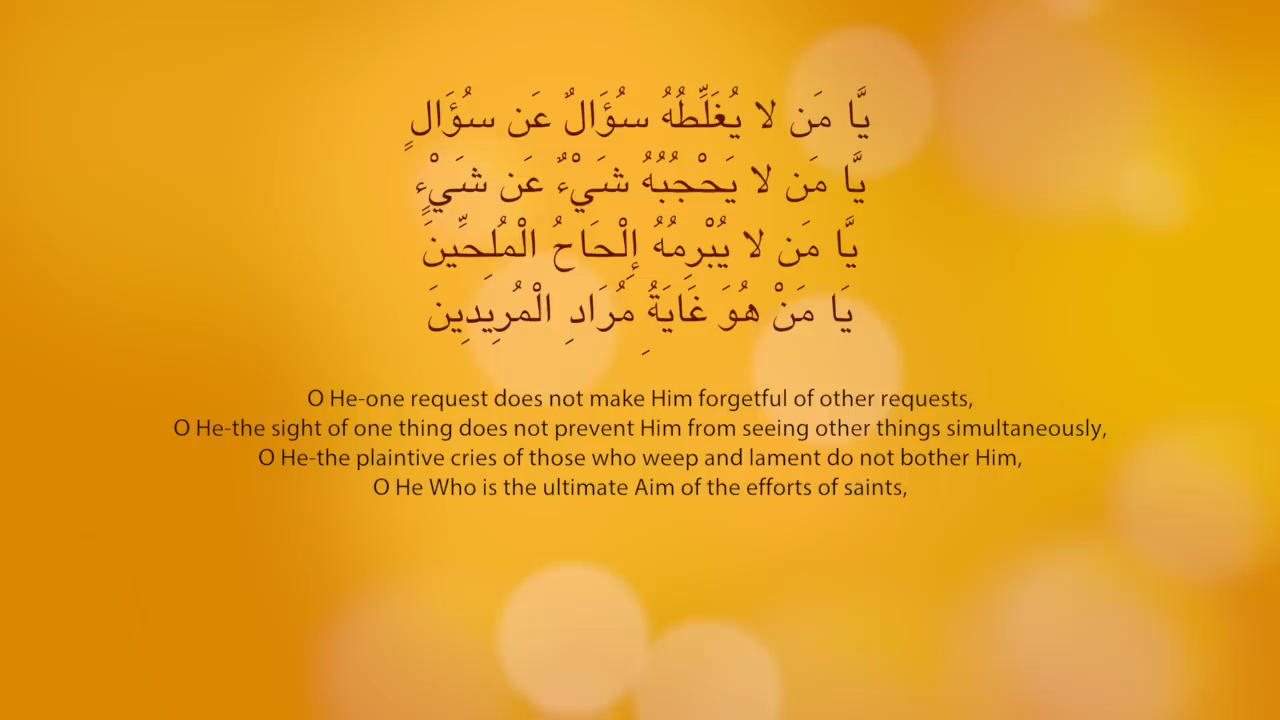 يَّا مَن لا يُغَلِّطُهُ سُؤَالٌ عَن سُؤَالٍ
يَّا مَن لا يَحْجُبُهُ شَيْءٌ عَن شَيْءٍ
يَّا مَن لا يُبْرِمُهُ إِلْحَاحُ الْمُلِحِّينَ
يَا مَنْ هُوَ غَايَةُ مُرَادِ الْمُرِيدِينَ
O He-one request does not make Him forgetful of other requests,
O He-the sight of one thing does not prevent Him from seeing other things simultaneously,
O He-the plaintive cries of those who weep and lament do not bother Him,
O He Who is the ultimate Aim of the efforts of saints,